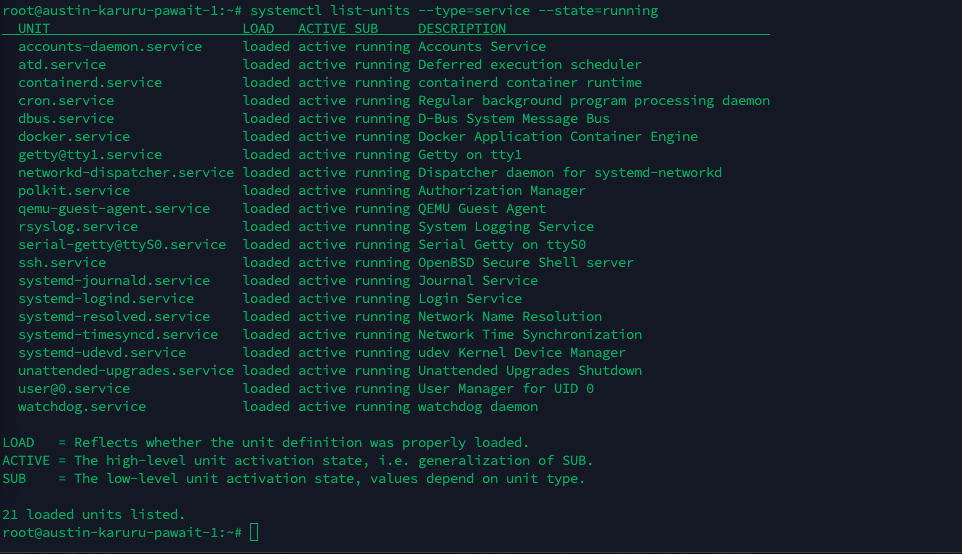 root@austin-karuru-pawait-1:~# systemctl list-units --type=service --state=running
  UNIT                        LOAD   ACTIVE SUB     DESCRIPTION
  accounts-daemon.service     loaded active running Accounts Service
  atd.service                 loaded active running Deferred execution scheduler
  containerd.service          loaded active running containerd container runtime
  cron.service                loaded active running Regular background program processing daemon
  dbus.service                loaded active running D-Bus System Message Bus
  docker.service              loaded active running Docker Application Container Engine
  getty@tty1.service          loaded active running Getty on tty1
  networkd-dispatcher.service loaded active running Dispatcher daemon for systemd-networkd
  polkit.service              loaded active running Authorization Manager
  qemu-guest-agent.service    loaded active running QEMU Guest Agent
  rsyslog.service             loaded active running System Logging Service
  serial-getty@ttyS0.service  loaded active running Serial Getty on ttyS0
  ssh.service                 loaded active running OpenBSD Secure Shell server
  systemd-journald.service    loaded active running Journal Service
  systemd-logind.service      loaded active running Login Service
  systemd-resolved.service    loaded active running Network Name Resolution
  systemd-timesyncd.service   loaded active running Network Time Synchronization
  systemd-udevd.service       loaded active running udev Kernel Device Manager
  unattended-upgrades.service loaded active running Unattended Upgrades Shutdown
  user@0.service              loaded active running User Manager for UID 0
  watchdog.service            loaded active running watchdog daemon

LOAD   = Reflects whether the unit definition was properly loaded.
ACTIVE = The high-level unit activation state, i.e. generalization of SUB.
SUB    = The low-level unit activation state, values depend on unit type.

21 loaded units listed.
root@austin-karuru-pawait-1:~#